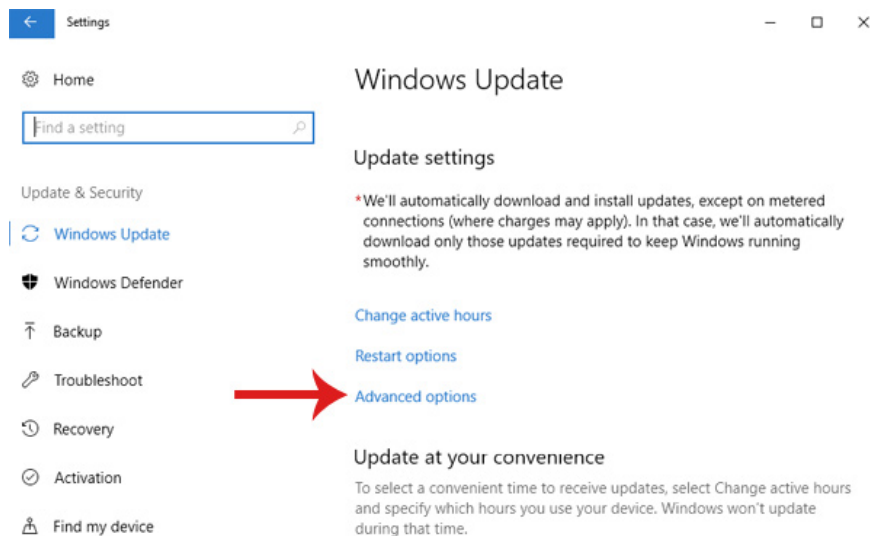 Settings
Home
Find a setting
Update & Security
Windows Update
Windows Defender
Backup
Troubleshoot
Recovery
Activation
Find my device
Windows Update
Update settings
*We'll automatically download and install updates, except on metered
connections (where charges may apply). In that case, we'll automatically
download only those updates required to keep Windows running
smoothly.
Change active hours
Restart options
Advanced options
Update at your convenience
To select a convenient time to receive updates, select Change active hours
and specify which hours you use your device. Windows won't update
during that time.